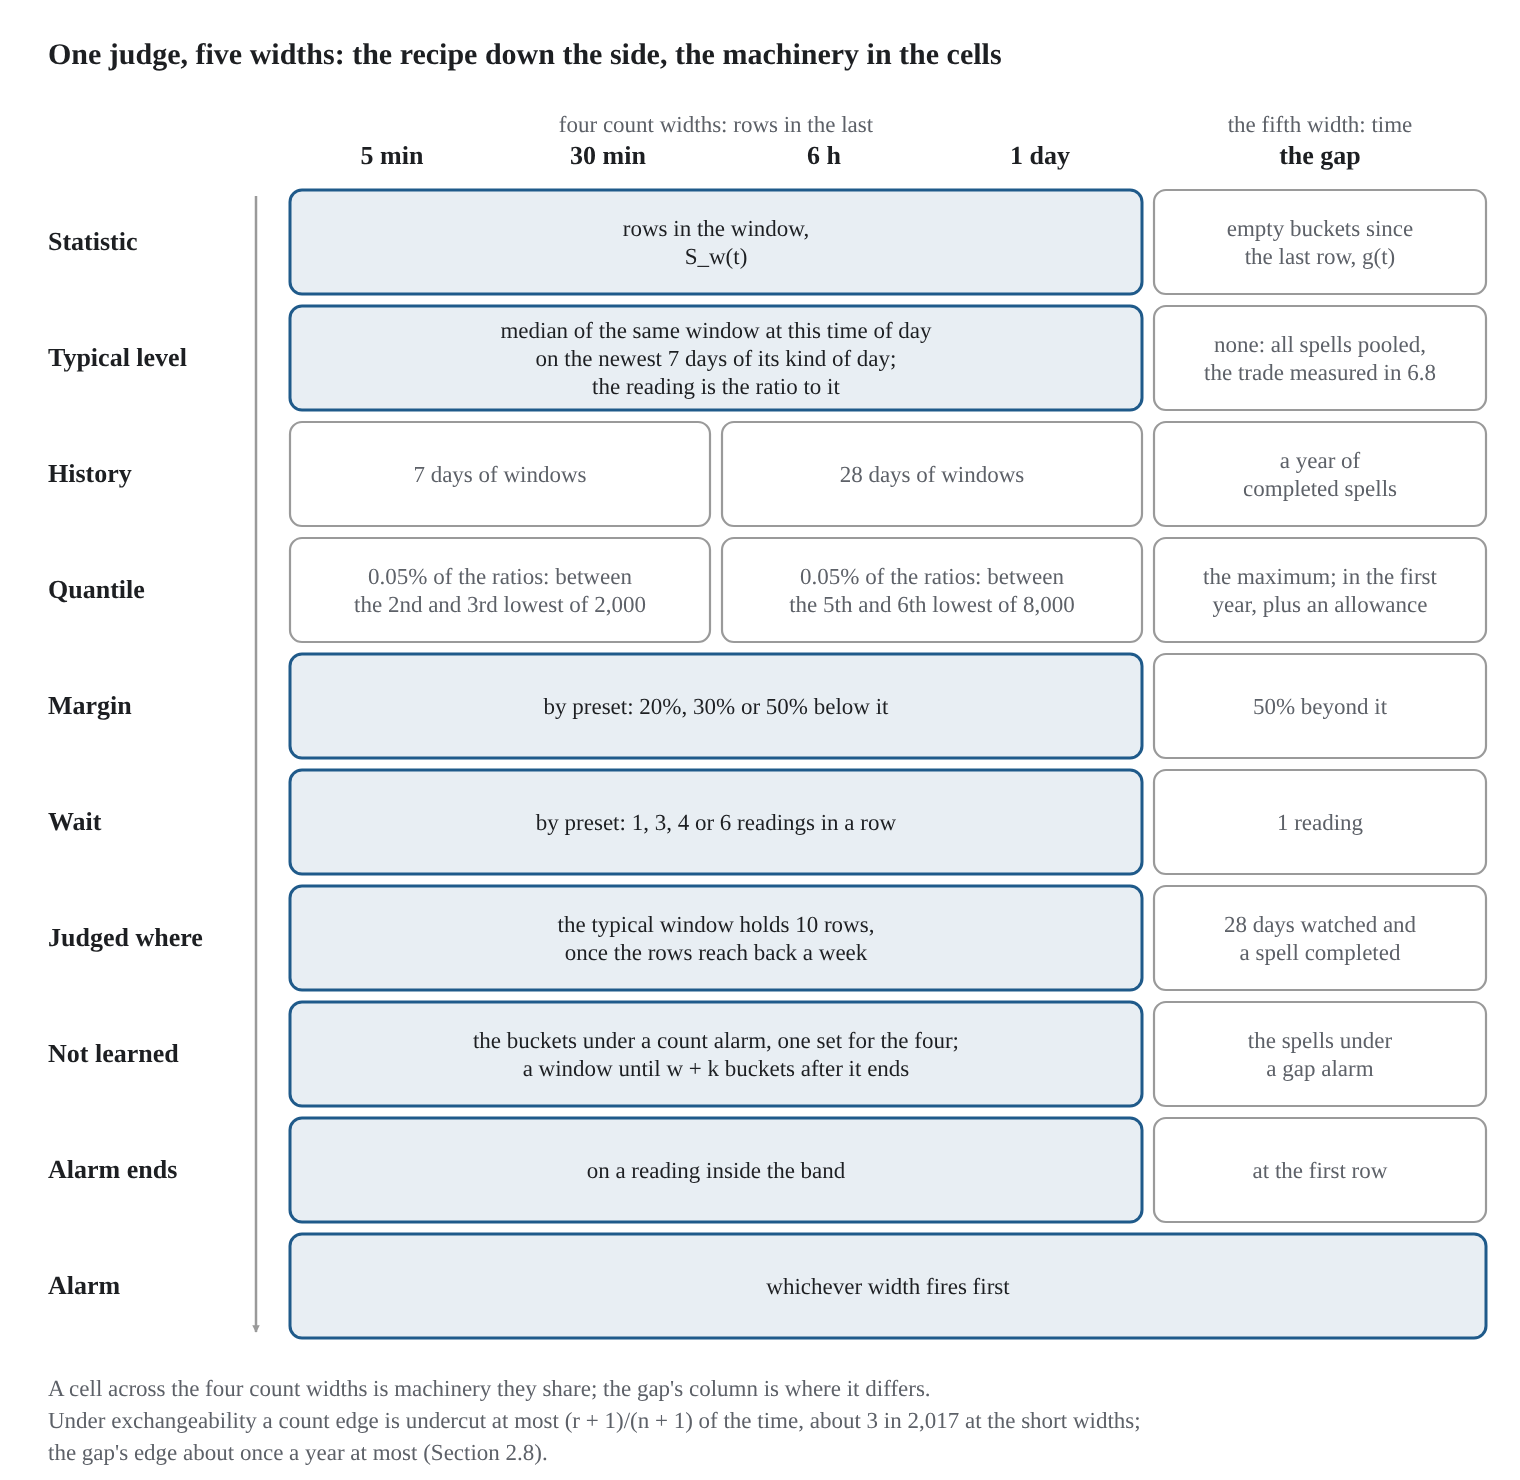 One judge, five widths: the recipe down the side, the machinery in the cells
four count widths: rows in the last
the fifth width: time
5 min
30 min
6 h
1 day
the gap
Statistic
rows in the window,
S_w(t)
empty buckets since
the last row, g(t)
Typical level
median of the same window at this time of day
on the newest 7 days of its kind of day;
the reading is the ratio to it
none: all spells pooled,
the trade measured in 6.8
History
7 days of windows
28 days of windows
a year of
completed spells
Quantile
0.05% of the ratios: between
the 2nd and 3rd lowest of 2,000
0.05% of the ratios: between
the 5th and 6th lowest of 8,000
the maximum; in the first
year, plus an allowance
Margin
by preset: 20%, 30% or 50% below it
50% beyond it
Wait
by preset: 1, 3, 4 or 6 readings in a row
1 reading
Judged where
the typical window holds 10 rows,
once the rows reach back a week
28 days watched and
a spell completed
Not learned
the buckets under a count alarm, one set for the four;
a window until w + k buckets after it ends
the spells under
a gap alarm
Alarm ends
on a reading inside the band
at the first row
Alarm
whichever width fires first
A cell across the four count widths is machinery they share; the gap's column is where it differs.
Under exchangeability a count edge is undercut at most (r + 1)/(n + 1) of the time, about 3 in 2,017 at the short widths;
the gap's edge about once a year at most (Section 2.8).